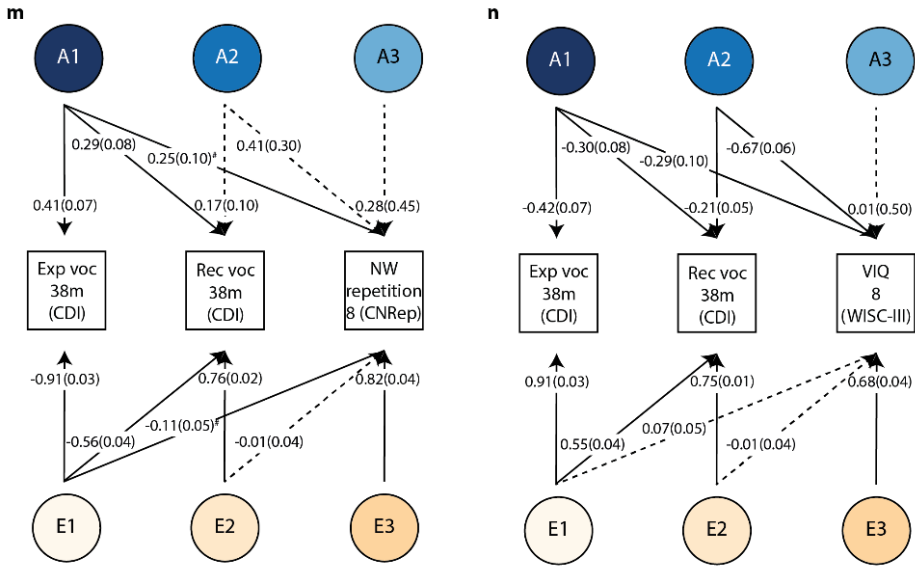 m
A1
A2
A3
0.29(0.08)
0.25(0.10)#
0.41(0.30)
0.41(0.07)
0.17(0.10)
0.28(0.45)
Exp voc
38m
(CDI)
Rec voc
38m
(CDI)
NW
repetition
8 (CNRep)
-0.91(0.03)
0.76(0.02)
0.82(0.04)
-0.56(0.04)
-0.11(0.05)#
-0.01(0.04)
E1
E2
E3
n
A1
A2
A3
-0.30(0.08)
-0.29(0.10)
-0.67(0.06)
-0.42(0.07)
-0.21(0.05)
0.01(0.50)
Exp voc
38m
(CDI)
Rec voc
38m
(CDI)
VIQ
8
(WISC-III)
0.91(0.03)
0.75(0.01)
0.68(0.04)
0.55(0.04)
0.07(0.05)
-0.01(0.04)
E1
E2
E3